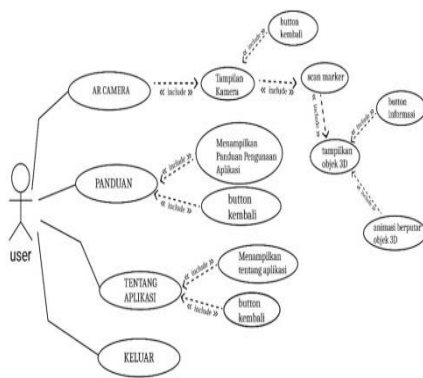 button
kembali
« include »
AR CAMERA
« include »
Tampilan
Kamera
« include »
scan marker
« include »
button
informasi
« include »
tampilkan
objek 3D
animasi berputar
objek 3D
Menampilkan
Panduan Pengunaan
Aplikasi
« include »
PANDUAN
« include »
button
kembali
user
Menampilkan
tentang aplikasi
« include »
TENTANG
APLIKASI
« include »
button
kembali
KELUAR